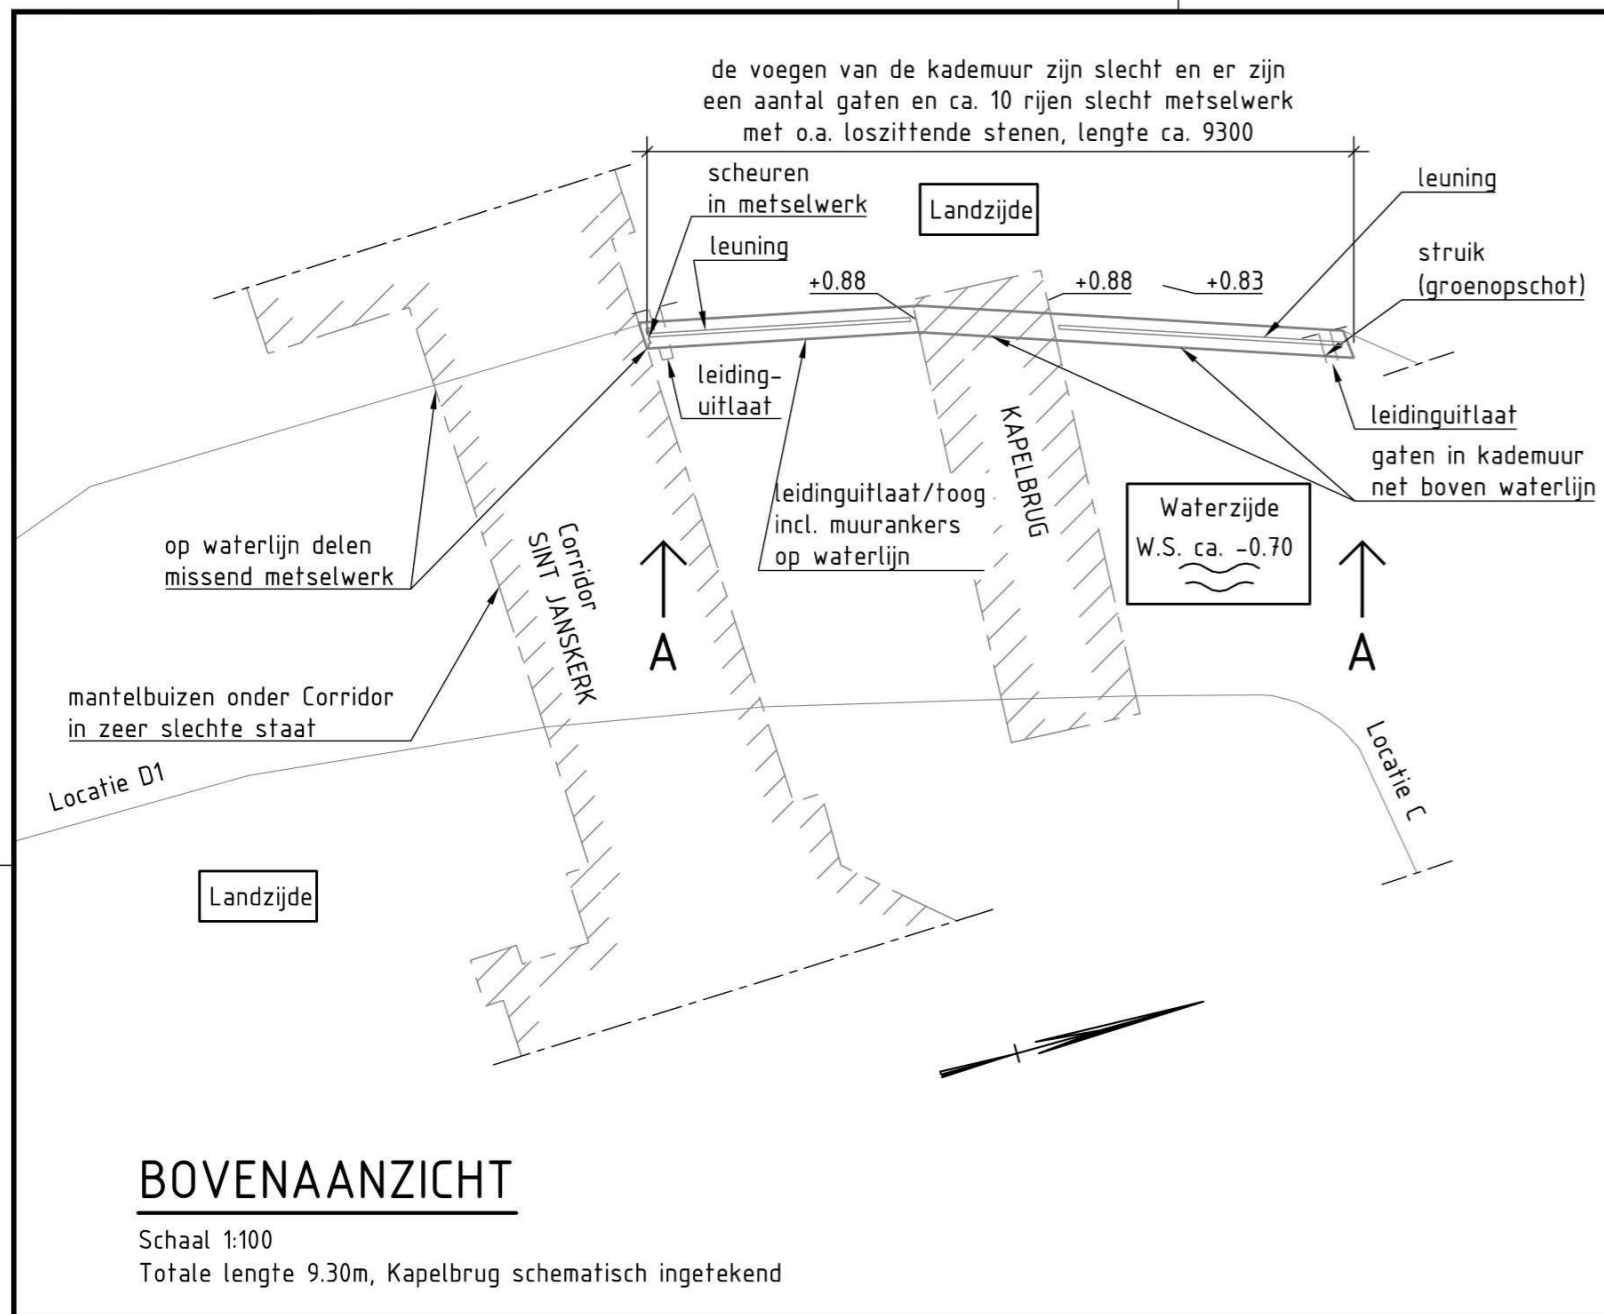 de voegen van de kademuur zijn slecht en er zijn
een aantal gaten en ca. 10 rijen slecht metselwerk
met o.a. loszittende stenen, lengte ca. 9300
scheuren
in metselwerk
leuning
Landzijde
leuning
struik
(groenopschot)
+0.88
+0.88
+0.83
leiding-
uitlaat
leidinguitlaat
gaten in kademuur
net boven waterlijn
leidinguitlaat/toog
incl. muurankers
op waterlijn
KAPELBRUG
Waterzijde
W.S. ca. -0.70
op waterlijn delen
missend metselwerk
Corridor
SINT JANSKERK
A
A
mantelbuizen onder Corridor
in zeer slechte staat
Locatie D1
Locatie C
Landzijde
BOVENAANZICHT
Schaal 1:100
Totale lengte 9.30m, Kapelbrug schematisch ingetekend